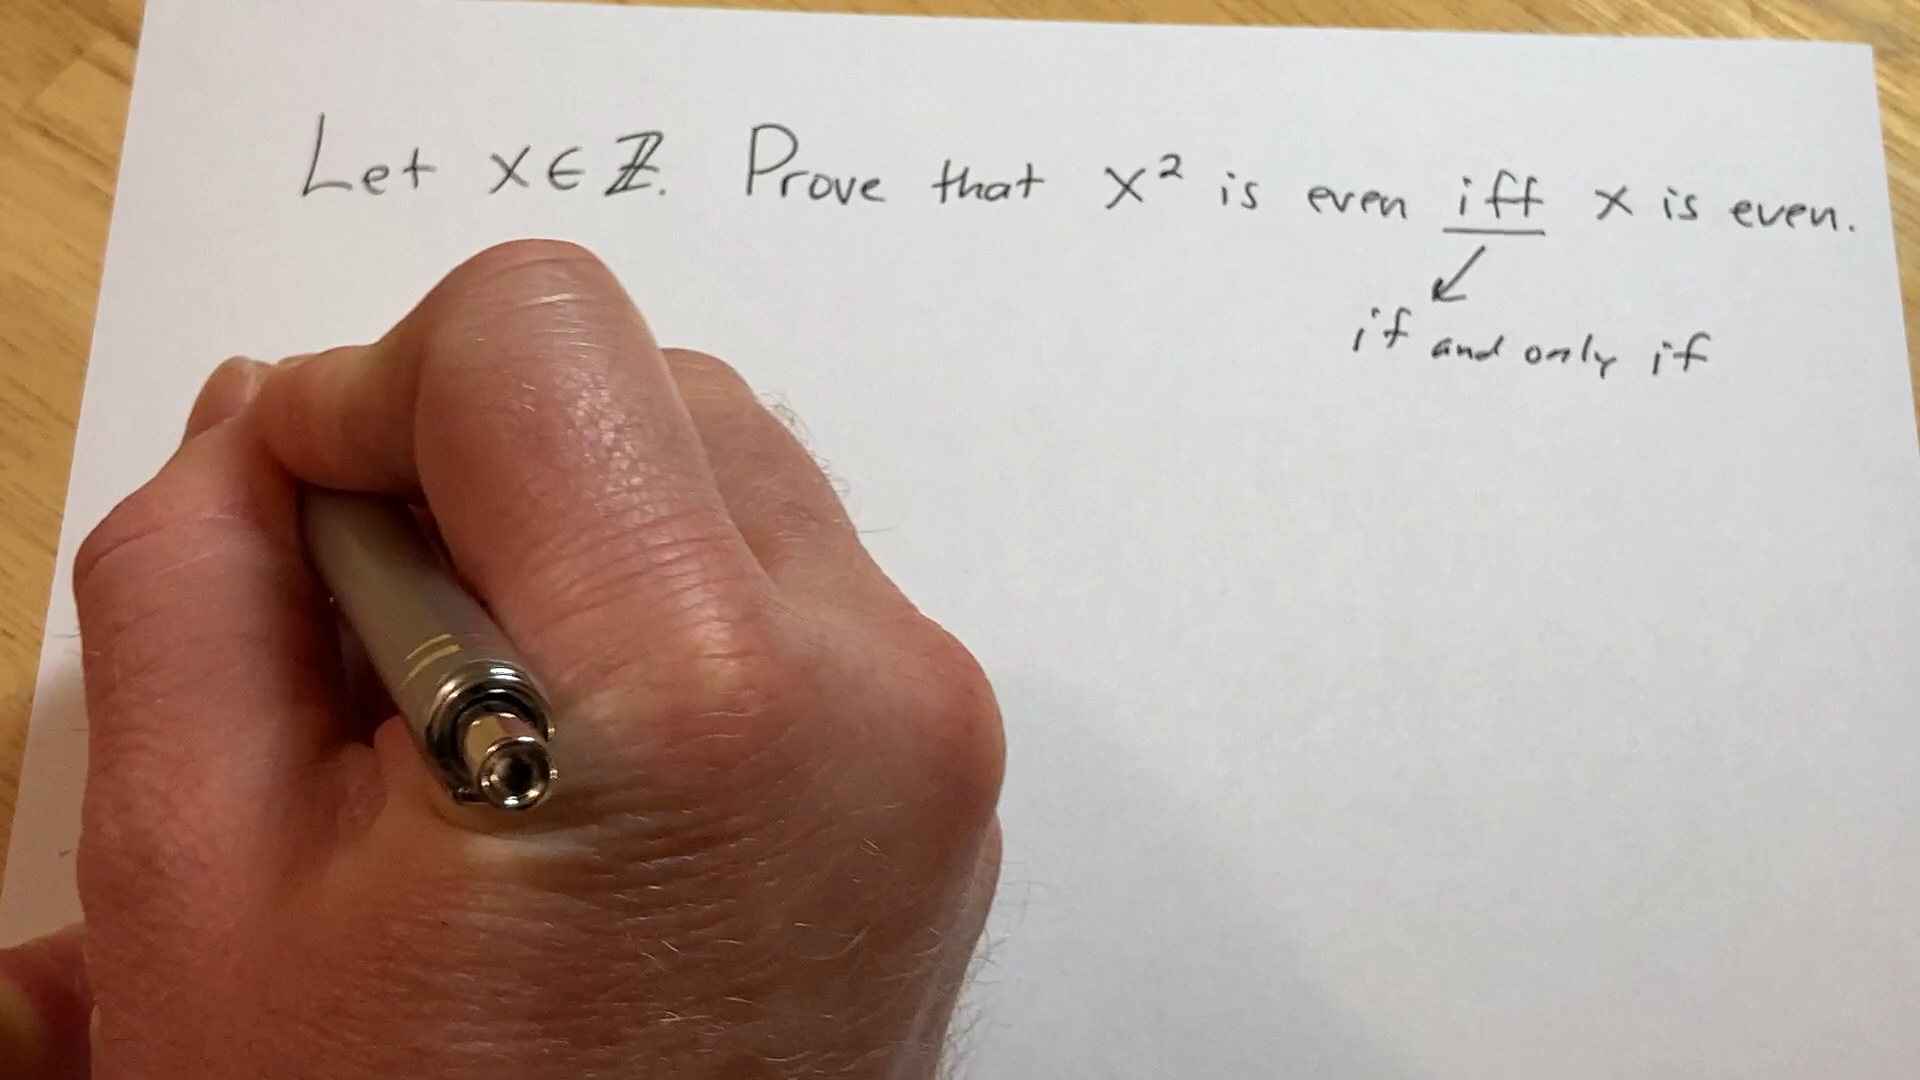 Let x ∈ ℤ. Prove that x² is even iff x is even.
↙
if and only if